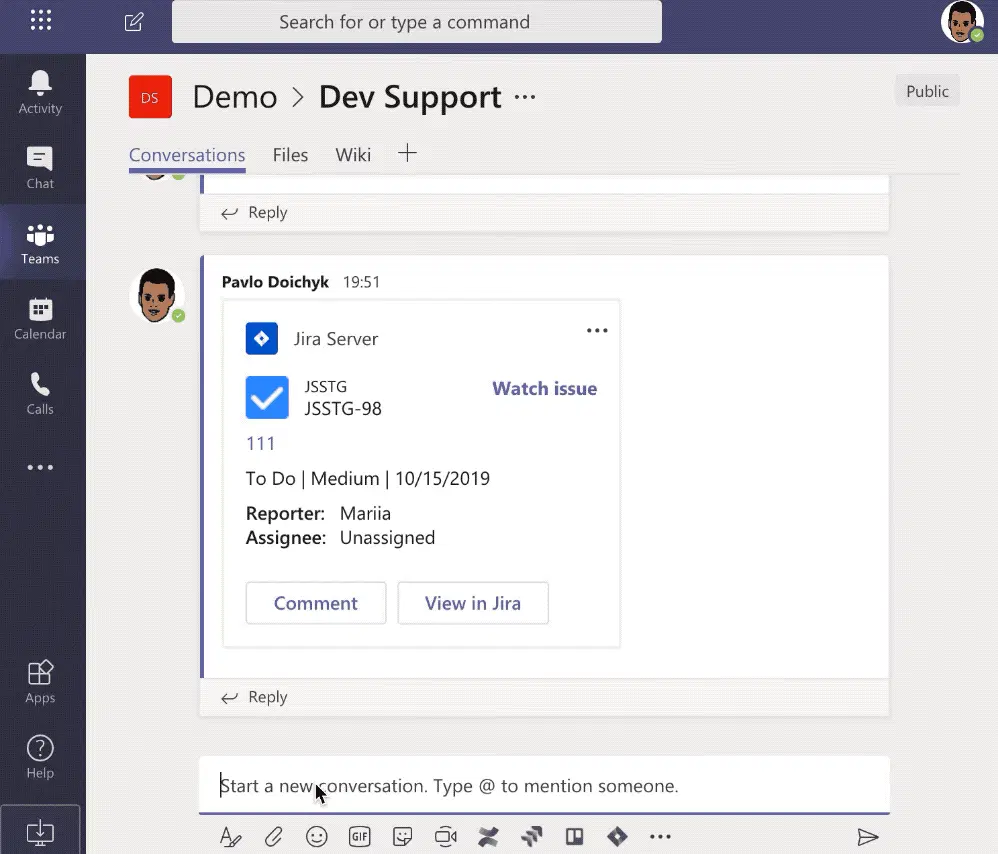 Search for or type a command
Activity
Chat
Teams
Calendar
Calls
Apps
Help
DS
Demo > Dev Support ...
Public
Conversations Files Wiki +
Reply
Pavlo Doichyk 19:51
Jira Server
JSSTG
JSSTG-98
Watch issue
111
To Do | Medium | 10/15/2019
Reporter: Mariia
Assignee: Unassigned
Comment View in Jira
Reply
Start a new conversation. Type @ to mention someone.
GIF